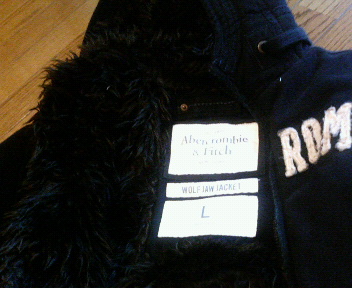 Abercrombie
& Fitch
WOLF JAW JACKET
L
ROM